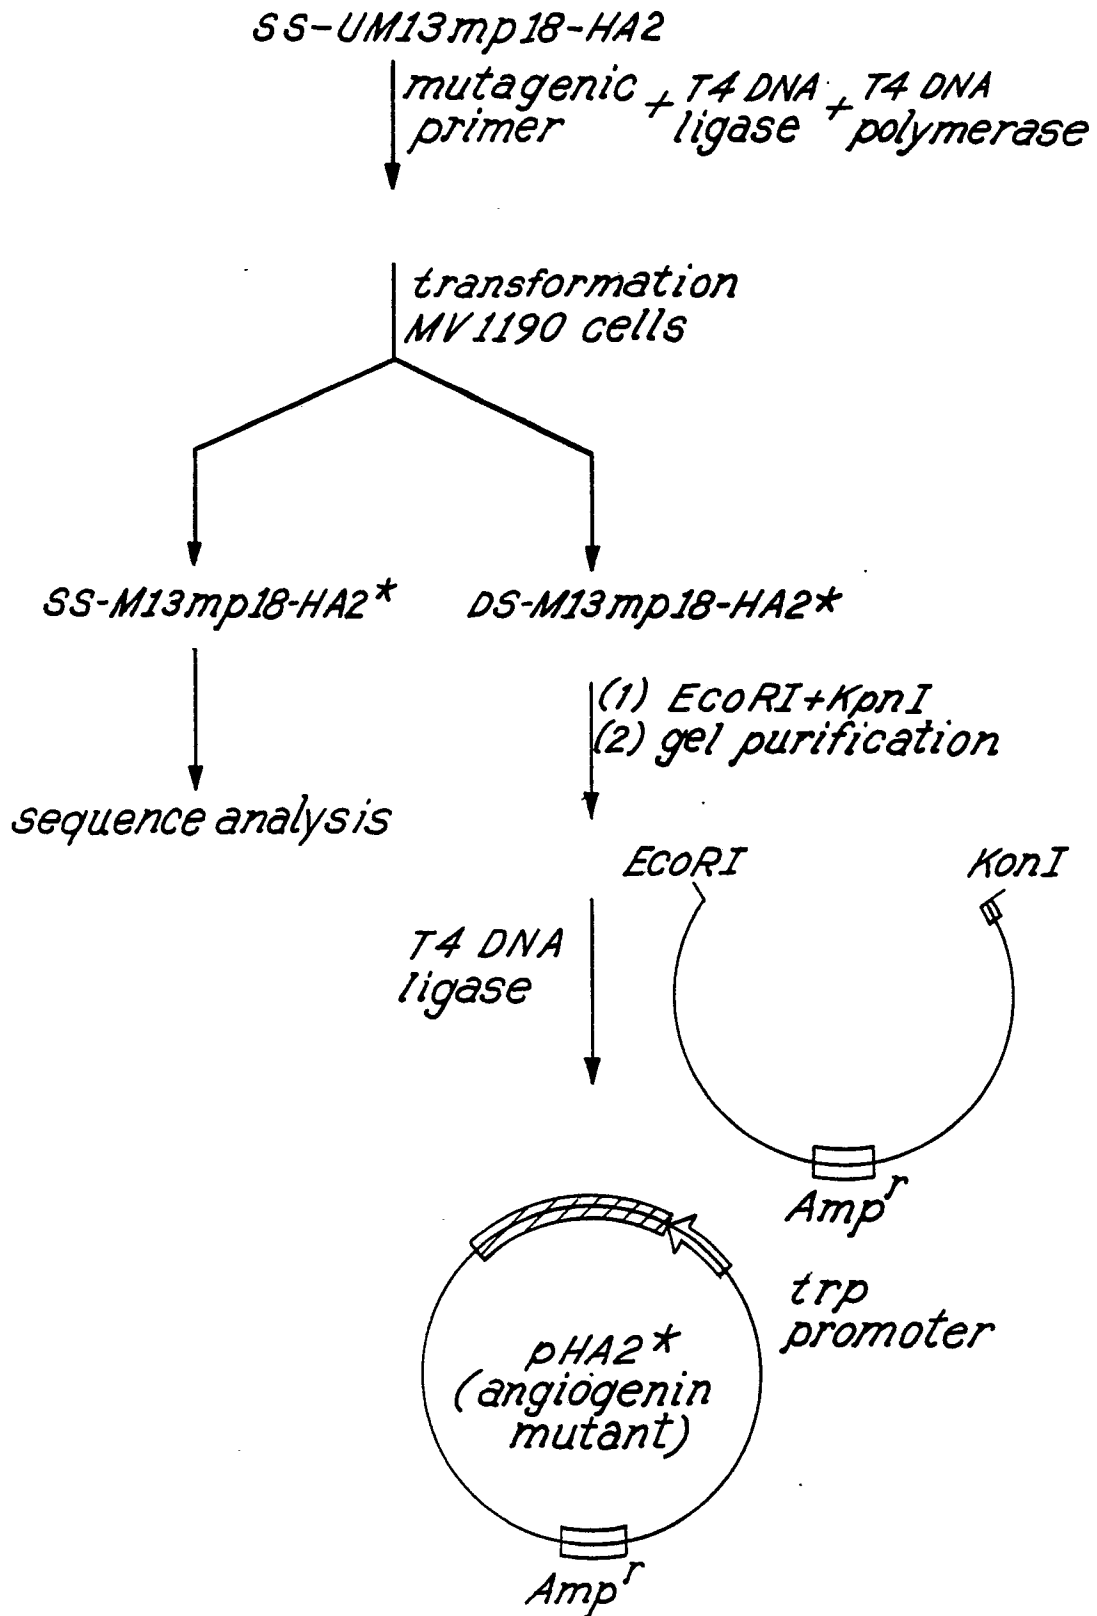 SS-UM13mp18-HA2
mutagenic primer + T4 DNA ligase + T4 DNA polymerase
transformation
MV1190 cells
SS-M13mp18-HA2*
DS-M13mp18-HA2*
(1) EcoRI+KpnI
(2) gel purification
sequence analysis
EcoRI
KonI
T4 DNA
ligase
Amp^r
trp
promoter
pHA2*
(angiogenin
mutant)
Amp^r